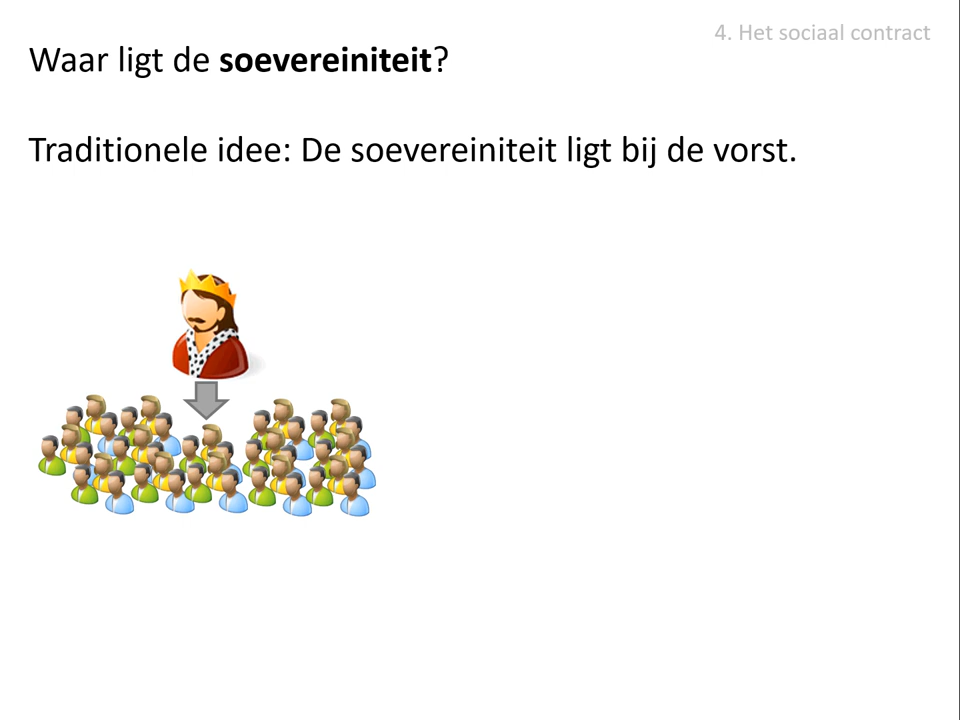 4. Het sociaal contract
Waar ligt de soevereiniteit?
Traditionele idee: De soevereiniteit ligt bij de vorst.